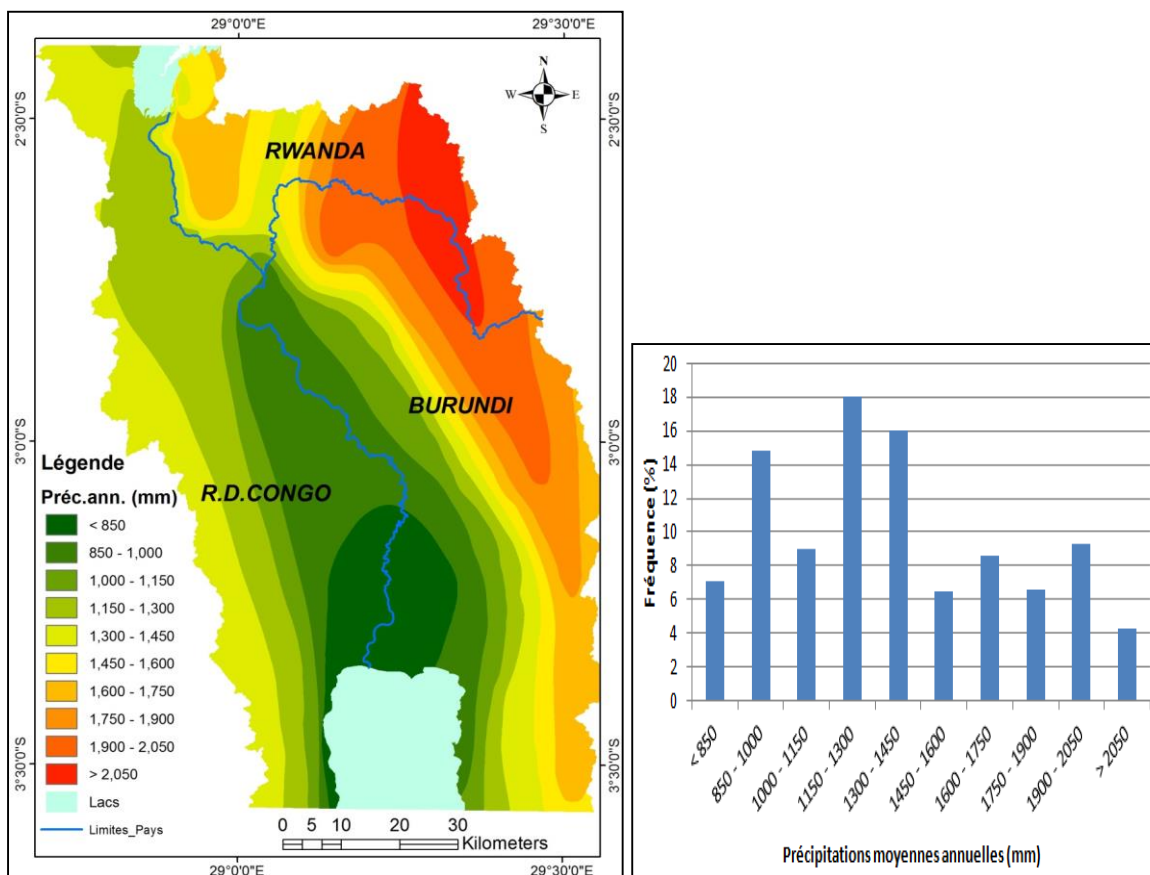 29°0'0"E
29°30'0"E
N
W E
S
2°30'0"S
2°30'0"S
RWANDA
BURUNDI
R.D.CONGO
3°0'0"S
3°0'0"S
Légende
Préc.ann. (mm)
< 850
850 - 1,000
1,000 - 1,150
1,150 - 1,300
1,300 - 1,450
1,450 - 1,600
1,600 - 1,750
1,750 - 1,900
1,900 - 2,050
> 2,050
Lacs
Limites_Pays
3°30'0"S
3°30'0"S
0 5 10 20 30
Kilometers
29°0'0"E
29°30'0"E
Fréquence (%)
20
18
16
14
12
10
8
6
4
2
0
< 850
850 - 1000
1000 - 1150
1150 - 1300
1300 - 1450
1450 - 1600
1600 - 1750
1750 - 1900
1900 - 2050
> 2050
Précipitations moyennes annuelles (mm)